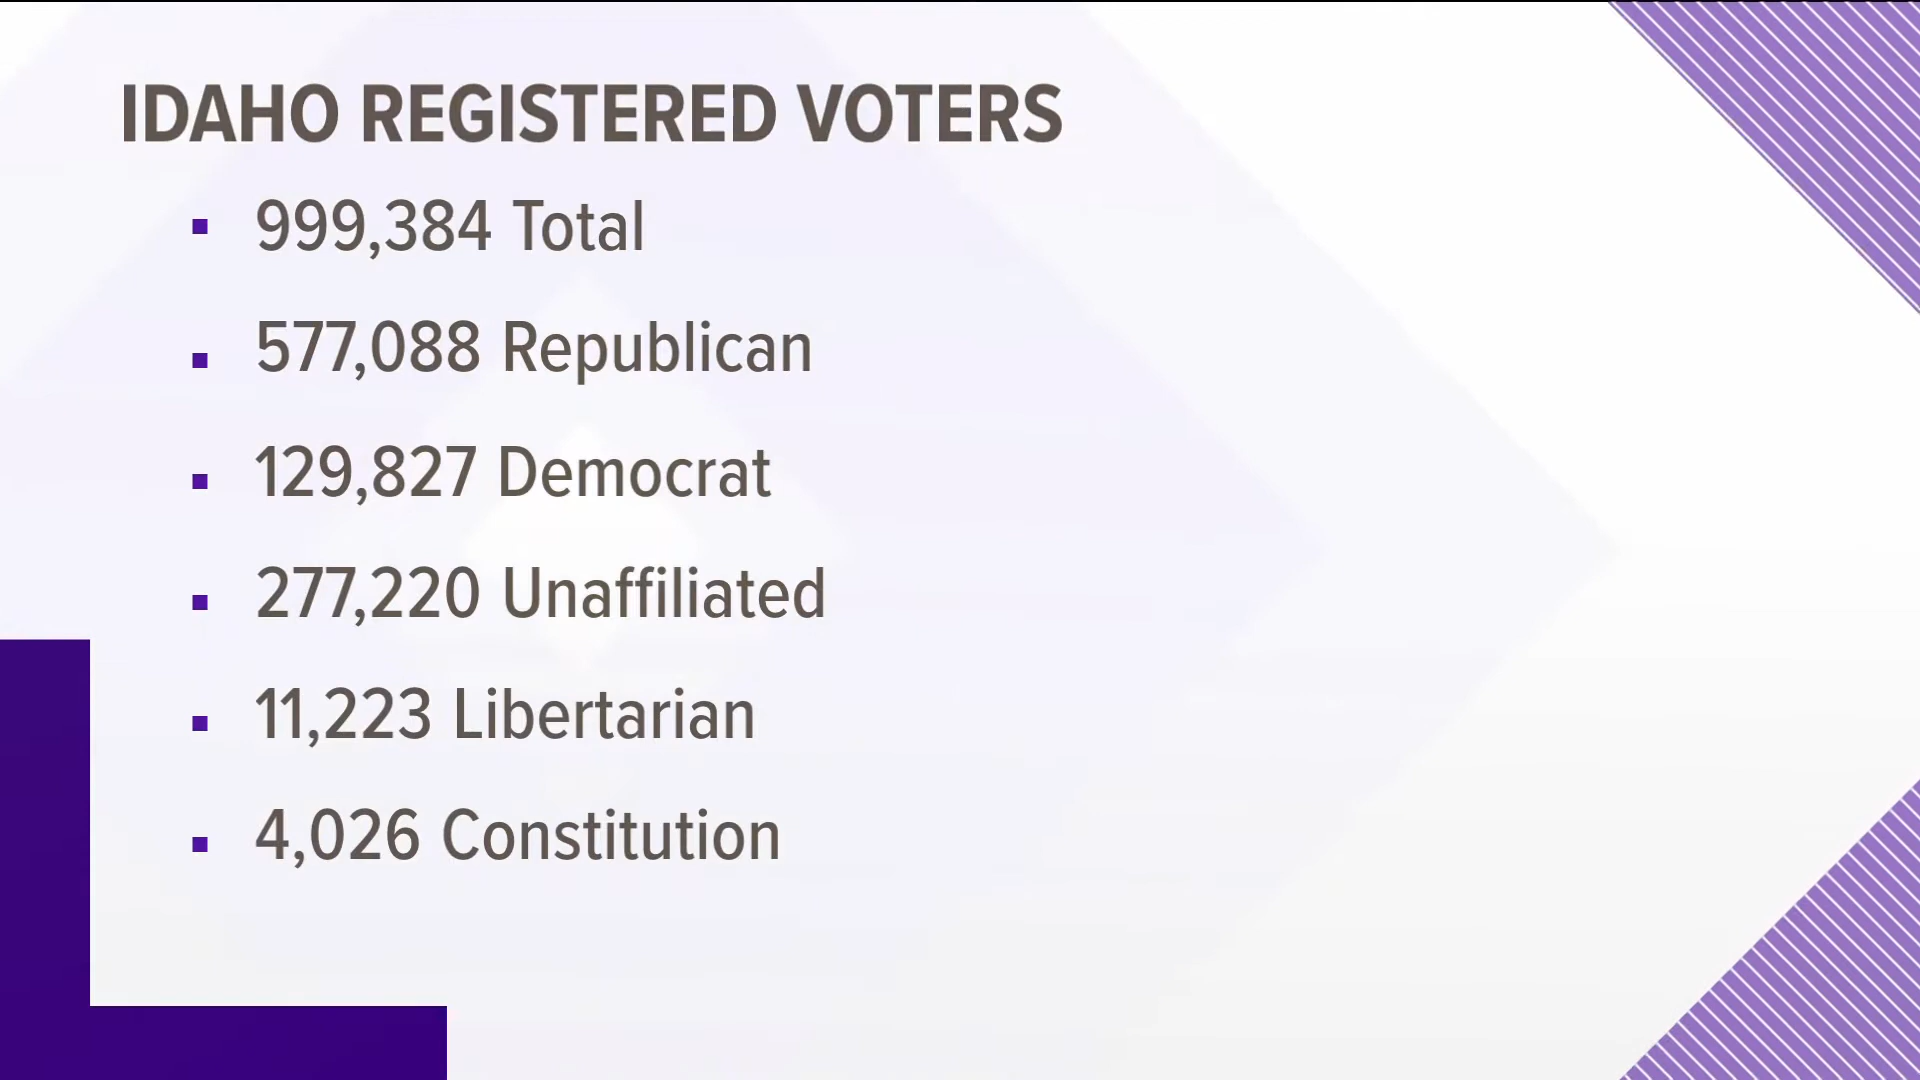 IDAHO REGISTERED VOTERS
▪ 999,384 Total
▪ 577,088 Republican
▪ 129,827 Democrat
▪ 277,220 Unaffiliated
▪ 11,223 Libertarian
▪ 4,026 Constitution